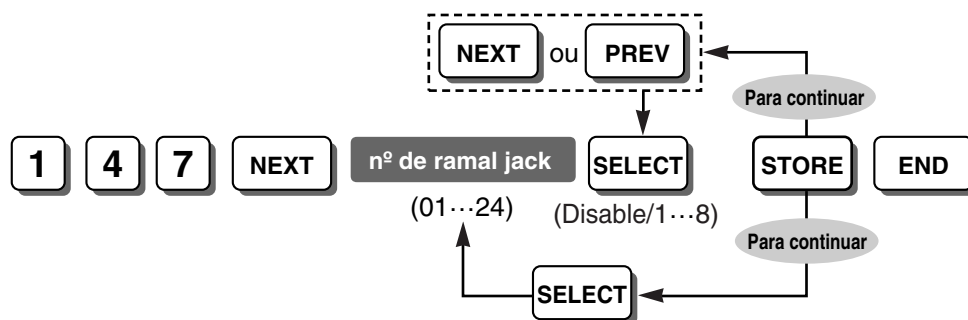 NEXT ou PREV
Para continuar
1 4 7 NEXT nº de ramal jack SELECT STORE END
(01···24) (Disable/1···8)
Para continuar
SELECT